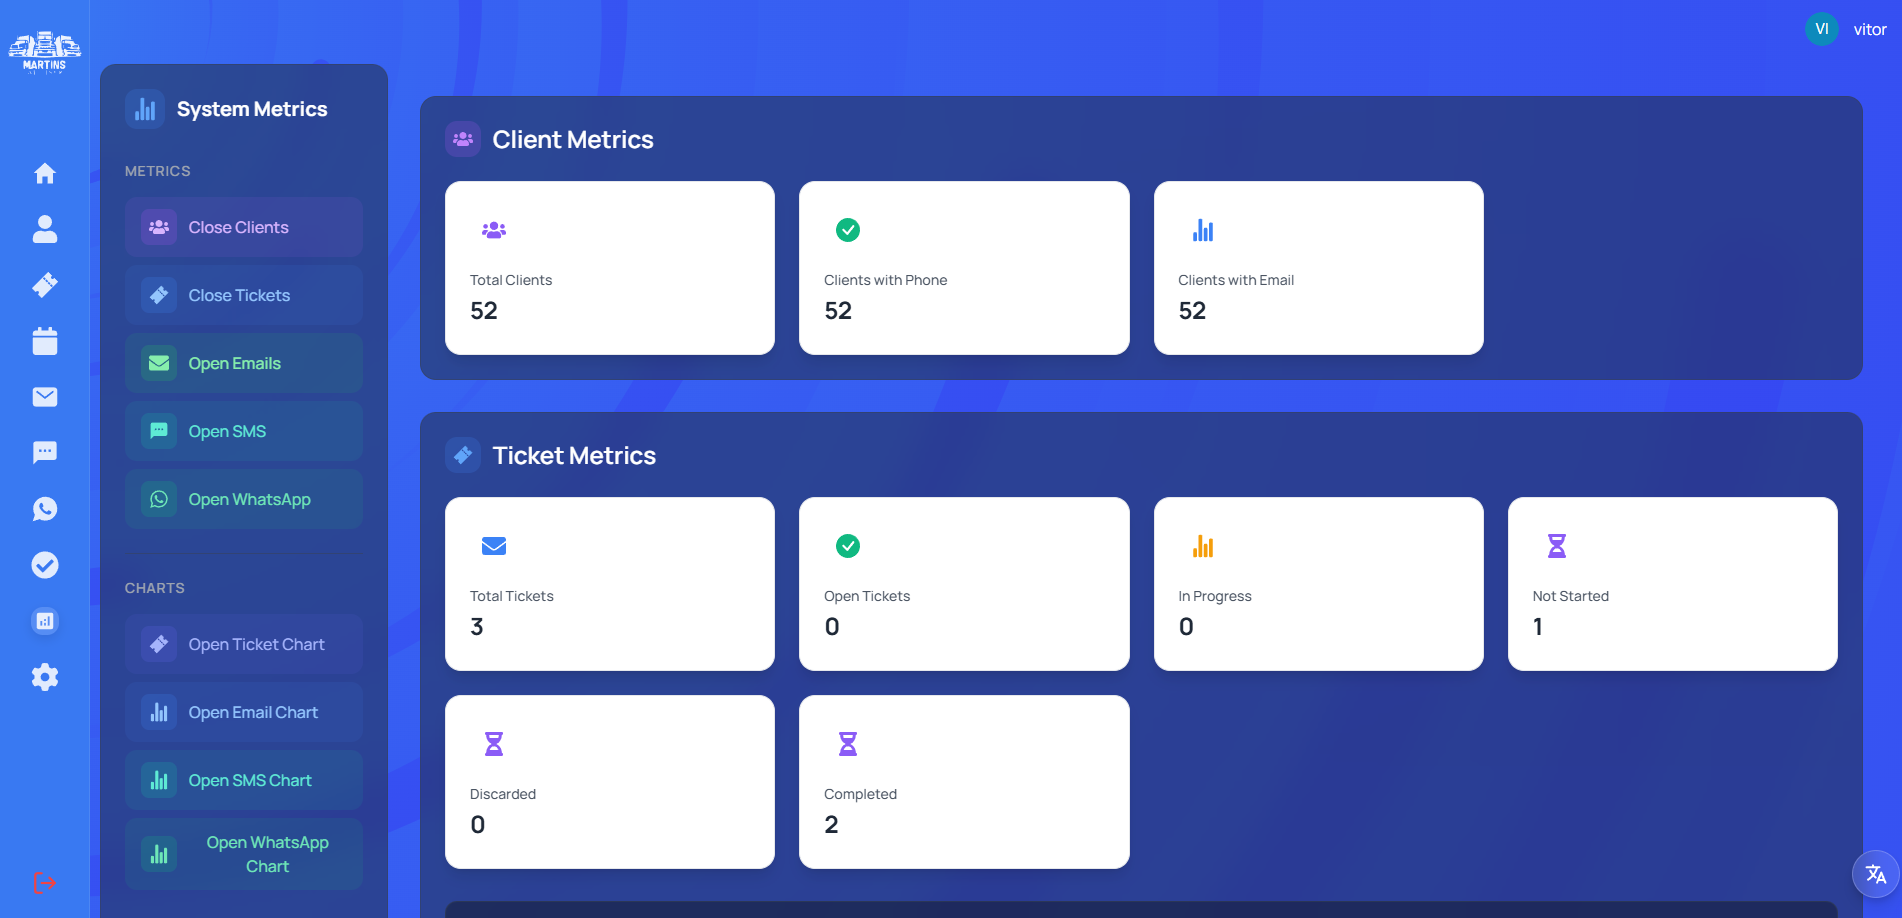 MARTINS
VI
vitor
System Metrics
METRICS
Close Clients
Close Tickets
Open Emails
Open SMS
Open WhatsApp
CHARTS
Open Ticket Chart
Open Email Chart
Open SMS Chart
Open WhatsApp
Chart
Client Metrics
Total Clients
52
Clients with Phone
52
Clients with Email
52
Ticket Metrics
Total Tickets
3
Open Tickets
0
In Progress
0
Not Started
1
Discarded
0
Completed
2